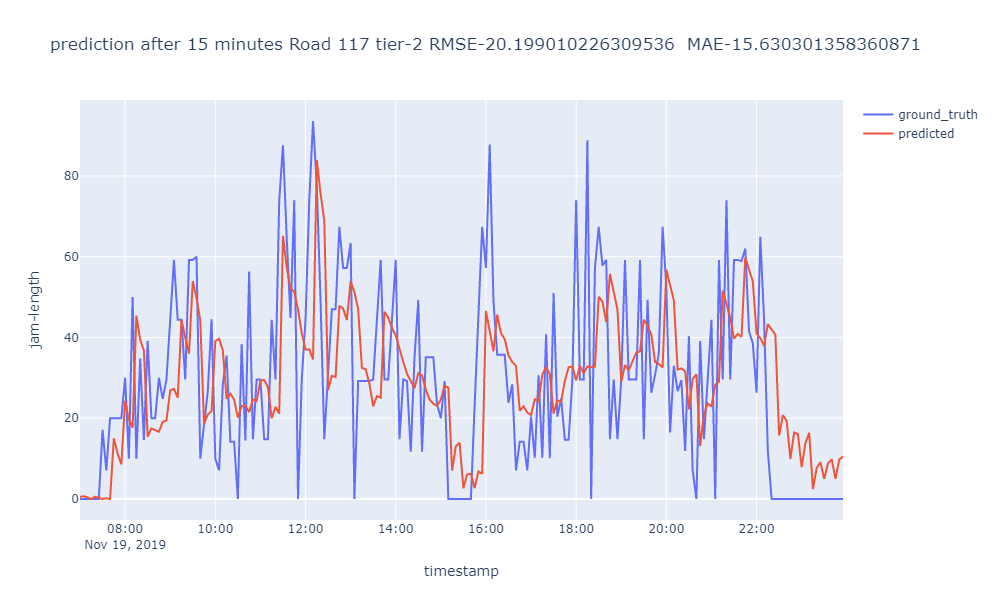 prediction after 15 minutes Road 117 tier-2 RMSE-20.199010226309536  MAE-15.630301358360871
ground_truth
predicted
80
60
40
20
0
jam-length
08:00 10:00 12:00 14:00 16:00 18:00 20:00 22:00
Nov 19, 2019
timestamp